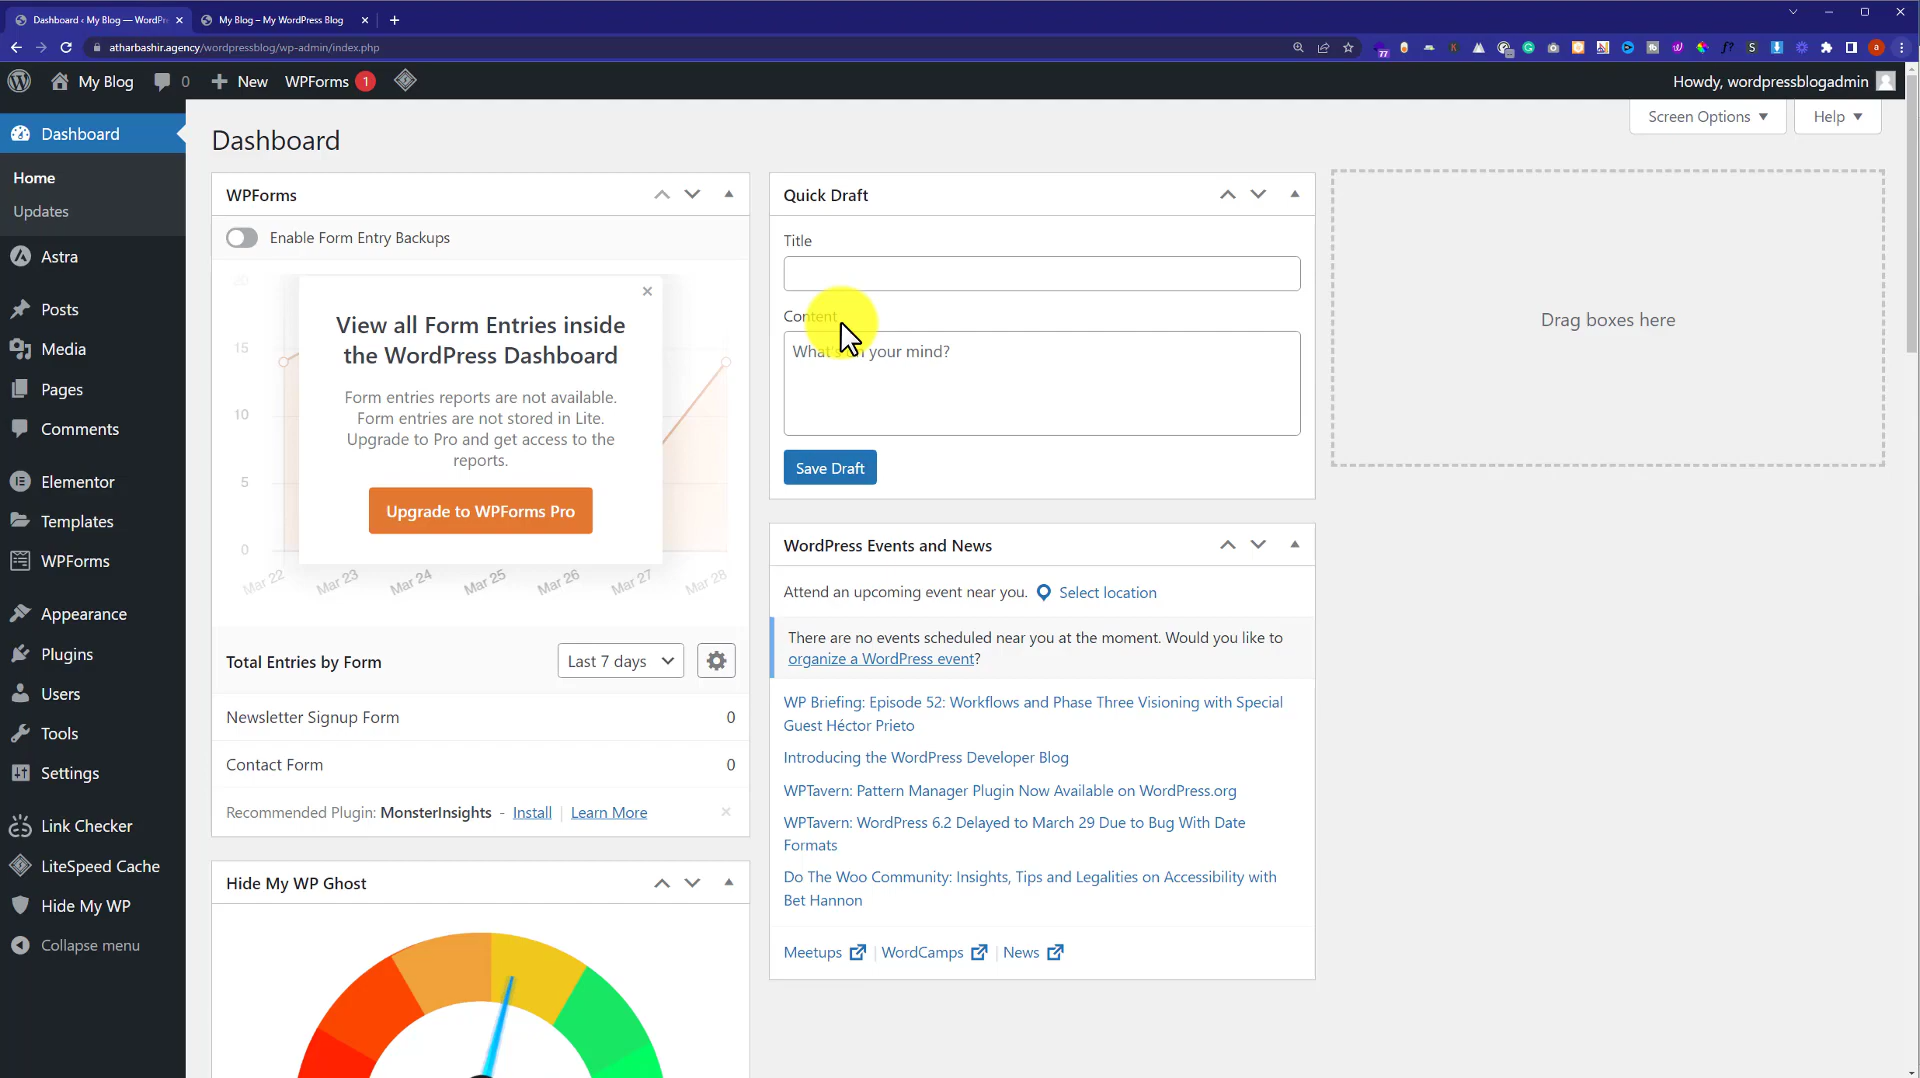 Dashboard ‹ My Blog — WordPr
My Blog – My WordPress Blog
atharbashir.agency/wordpressblog/wp-admin/index.php
My Blog
0
New
WPForms 1
Howdy, wordpressblogadmin
Screen Options
Help
Dashboard
Home
Updates
Astra
Posts
Media
Pages
Comments
Elementor
Templates
WPForms
Appearance
Plugins
Users
Tools
Settings
Link Checker
LiteSpeed Cache
Hide My WP
Collapse menu
Dashboard
WPForms
Enable Form Entry Backups
20
15
10
5
0
View all Form Entries inside
the WordPress Dashboard
Form entries reports are not available.
Form entries are not stored in Lite.
Upgrade to Pro and get access to the
reports.
Upgrade to WPForms Pro
Mar 22 Mar 23 Mar 24 Mar 25 Mar 26 Mar 27 Mar 28
Total Entries by Form
Last 7 days
Newsletter Signup Form 0
Contact Form 0
Recommended Plugin: MonsterInsights - Install | Learn More
Hide My WP Ghost
Quick Draft
Title
Content
What's on your mind?
Save Draft
WordPress Events and News
Attend an upcoming event near you. Select location
There are no events scheduled near you at the moment. Would you like to
organize a WordPress event?
WP Briefing: Episode 52: Workflows and Phase Three Visioning with Special
Guest Héctor Prieto
Introducing the WordPress Developer Blog
WPTavern: Pattern Manager Plugin Now Available on WordPress.org
WPTavern: WordPress 6.2 Delayed to March 29 Due to Bug With Date
Formats
Do The Woo Community: Insights, Tips and Legalities on Accessibility with
Bet Hannon
Meetups | WordCamps | News
Drag boxes here